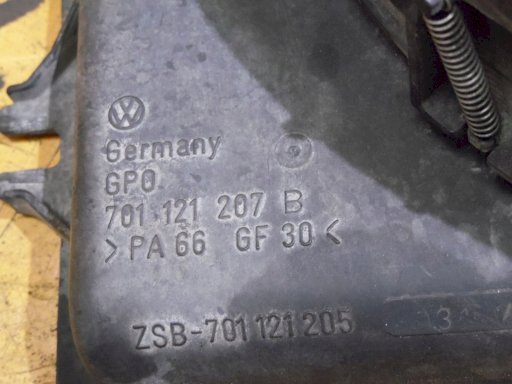 Germany
GPO
701 121 207 B
>PA 66 GF 30<
ZSB-701 121 205